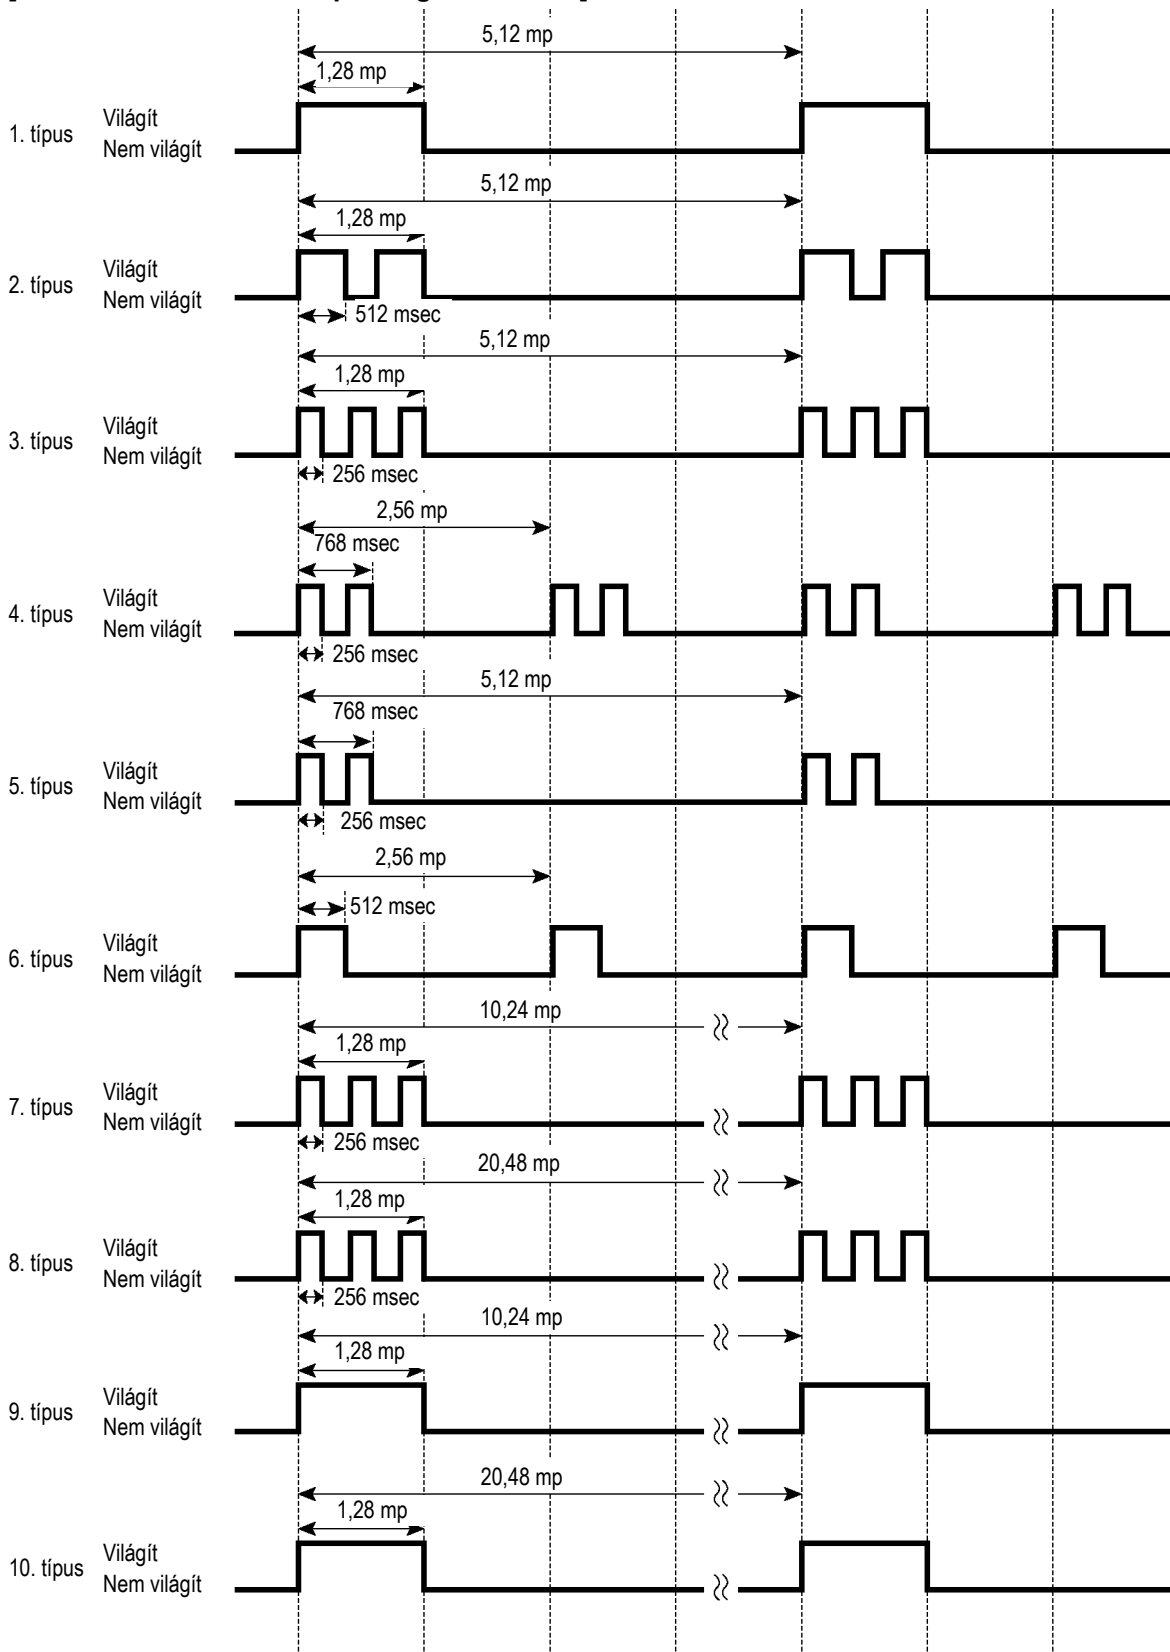 5,12 mp
1,28 mp
1. típus
Világít
Nem világít
5,12 mp
1,28 mp
2. típus
Világít
Nem világít
512 msec
5,12 mp
1,28 mp
3. típus
Világít
Nem világít
256 msec
2,56 mp
768 msec
4. típus
Világít
Nem világít
256 msec
5,12 mp
768 msec
5. típus
Világít
Nem világít
256 msec
2,56 mp
512 msec
6. típus
Világít
Nem világít
10,24 mp
1,28 mp
7. típus
Világít
Nem világít
256 msec
20,48 mp
1,28 mp
8. típus
Világít
Nem világít
256 msec
10,24 mp
1,28 mp
9. típus
Világít
Nem világít
20,48 mp
1,28 mp
10. típus
Világít
Nem világít